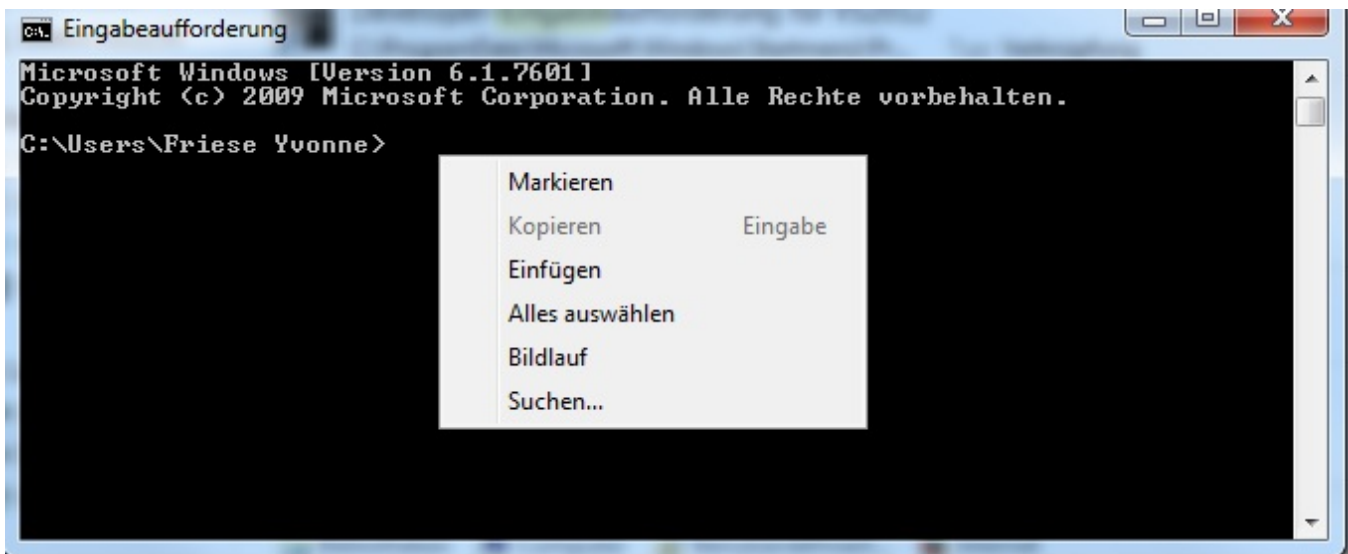 Eingabeaufforderung
Microsoft Windows [Version 6.1.7601]
Copyright (c) 2009 Microsoft Corporation. Alle Rechte vorbehalten.
C:\Users\Friese Yvonne>
Markieren
Kopieren Eingabe
Einfügen
Alles auswählen
Bildlauf
Suchen...